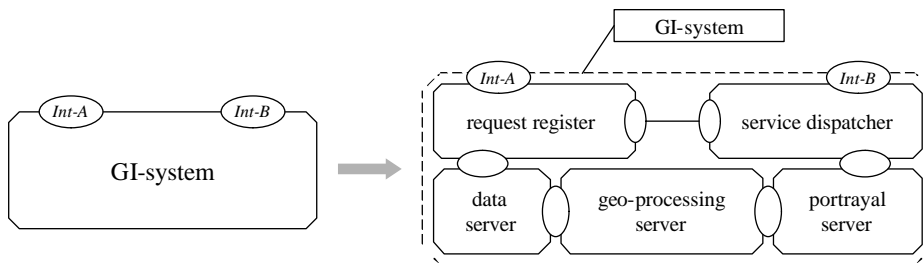 GI-system
Int-A
Int-B
GI-system
Int-A
Int-B
request register
service dispatcher
data
server
geo-processing
server
portrayal
server